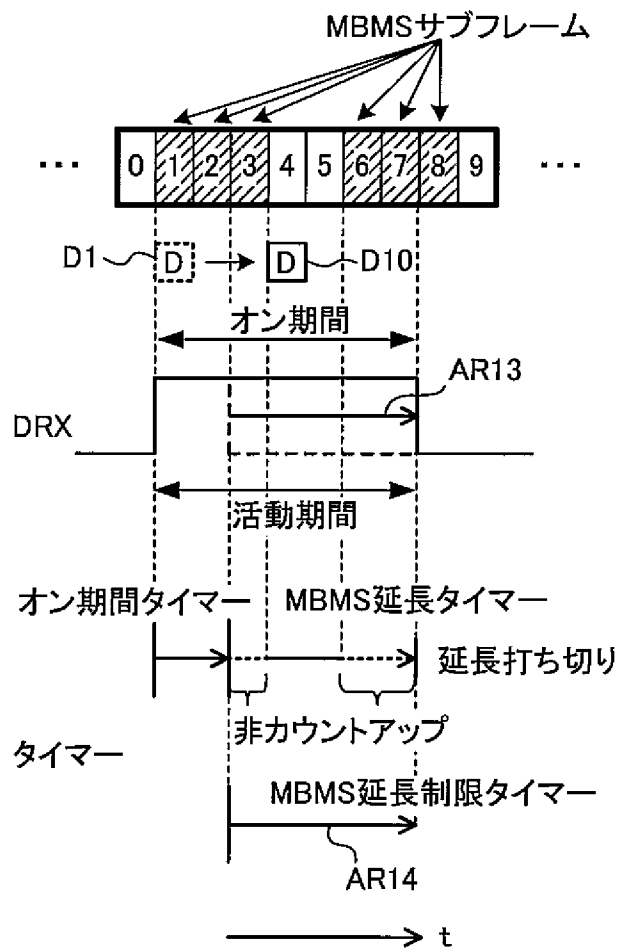 MBMSサブフレーム
… 0 1 2 3 4 5 6 7 8 9 …
D1 D D D10
オン期間
AR13
DRX
活動期間
オン期間タイマー MBMS延長タイマー
延長打ち切り
非カウントアップ
タイマー
MBMS延長制限タイマー
AR14
t